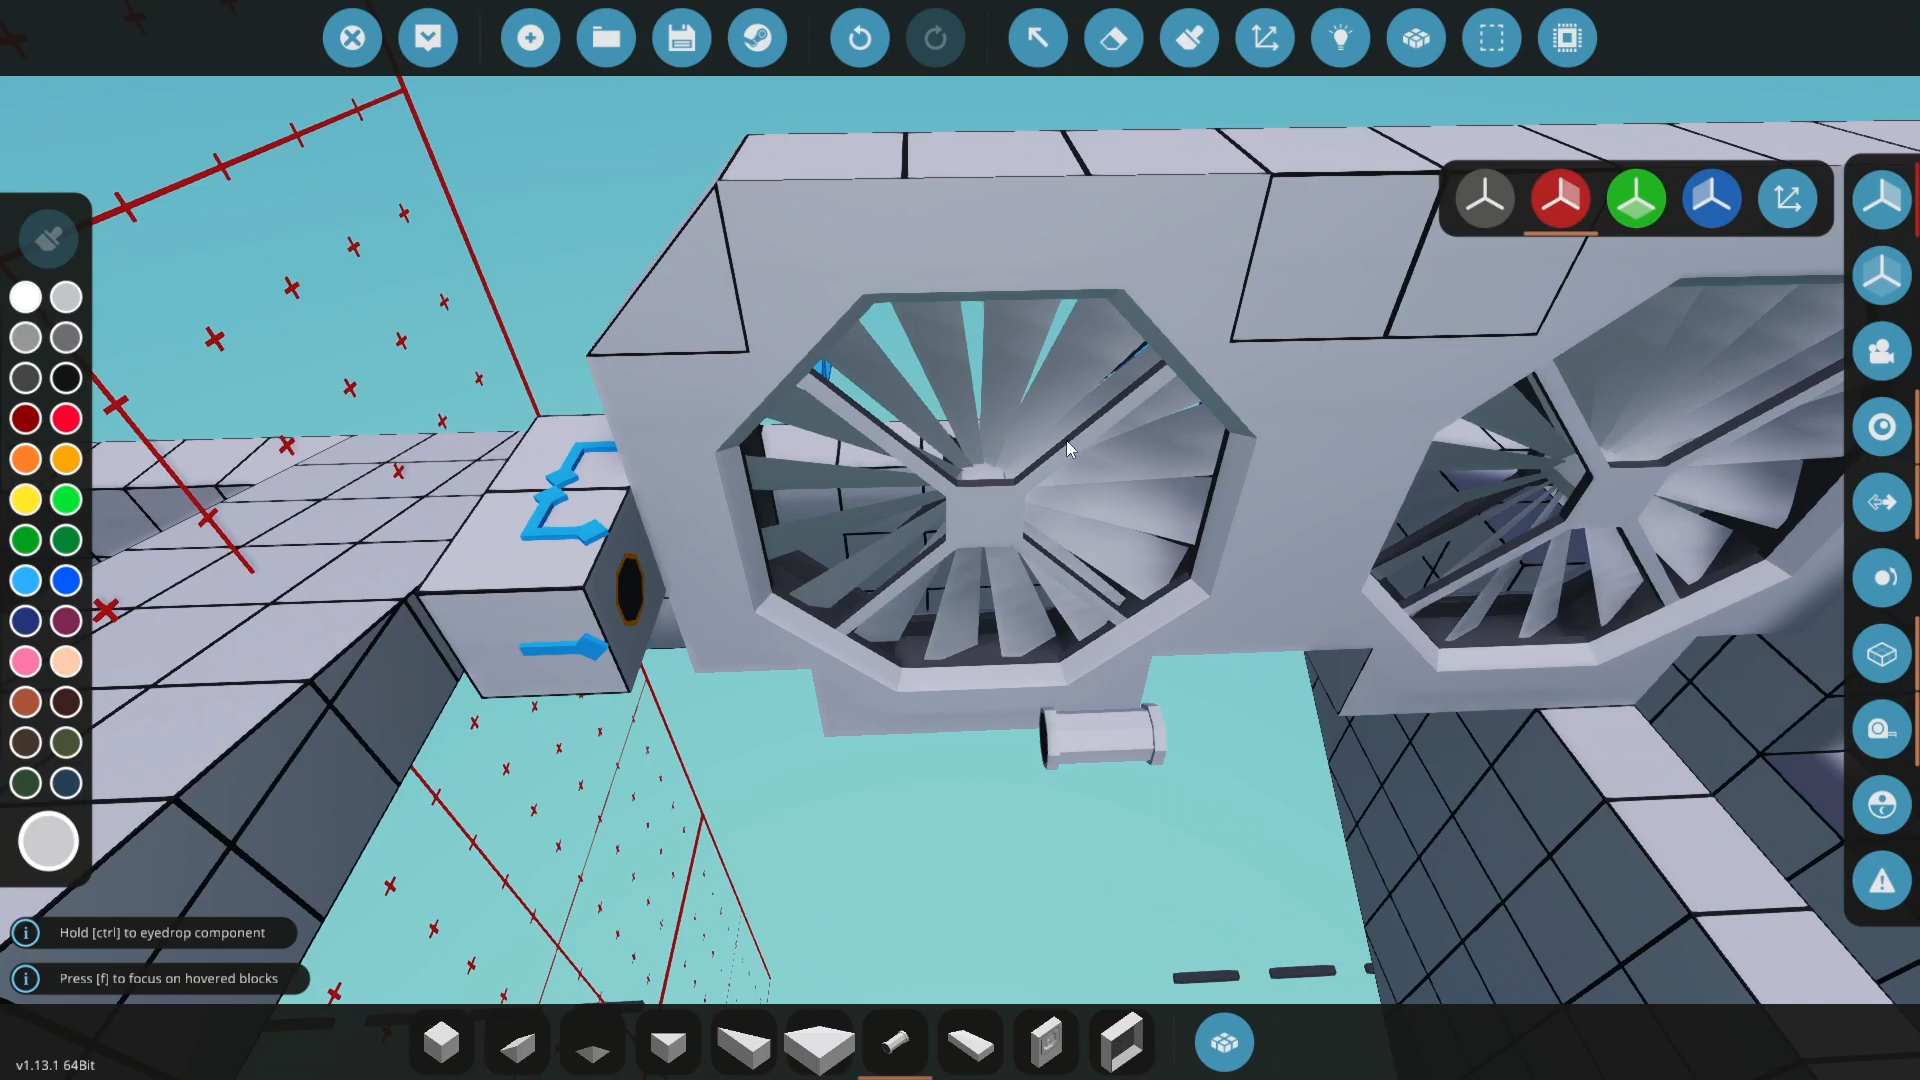 Hold [ctrl] to eyedrop component
Press [f] to focus on hovered blocks
v1.13.1 64Bit